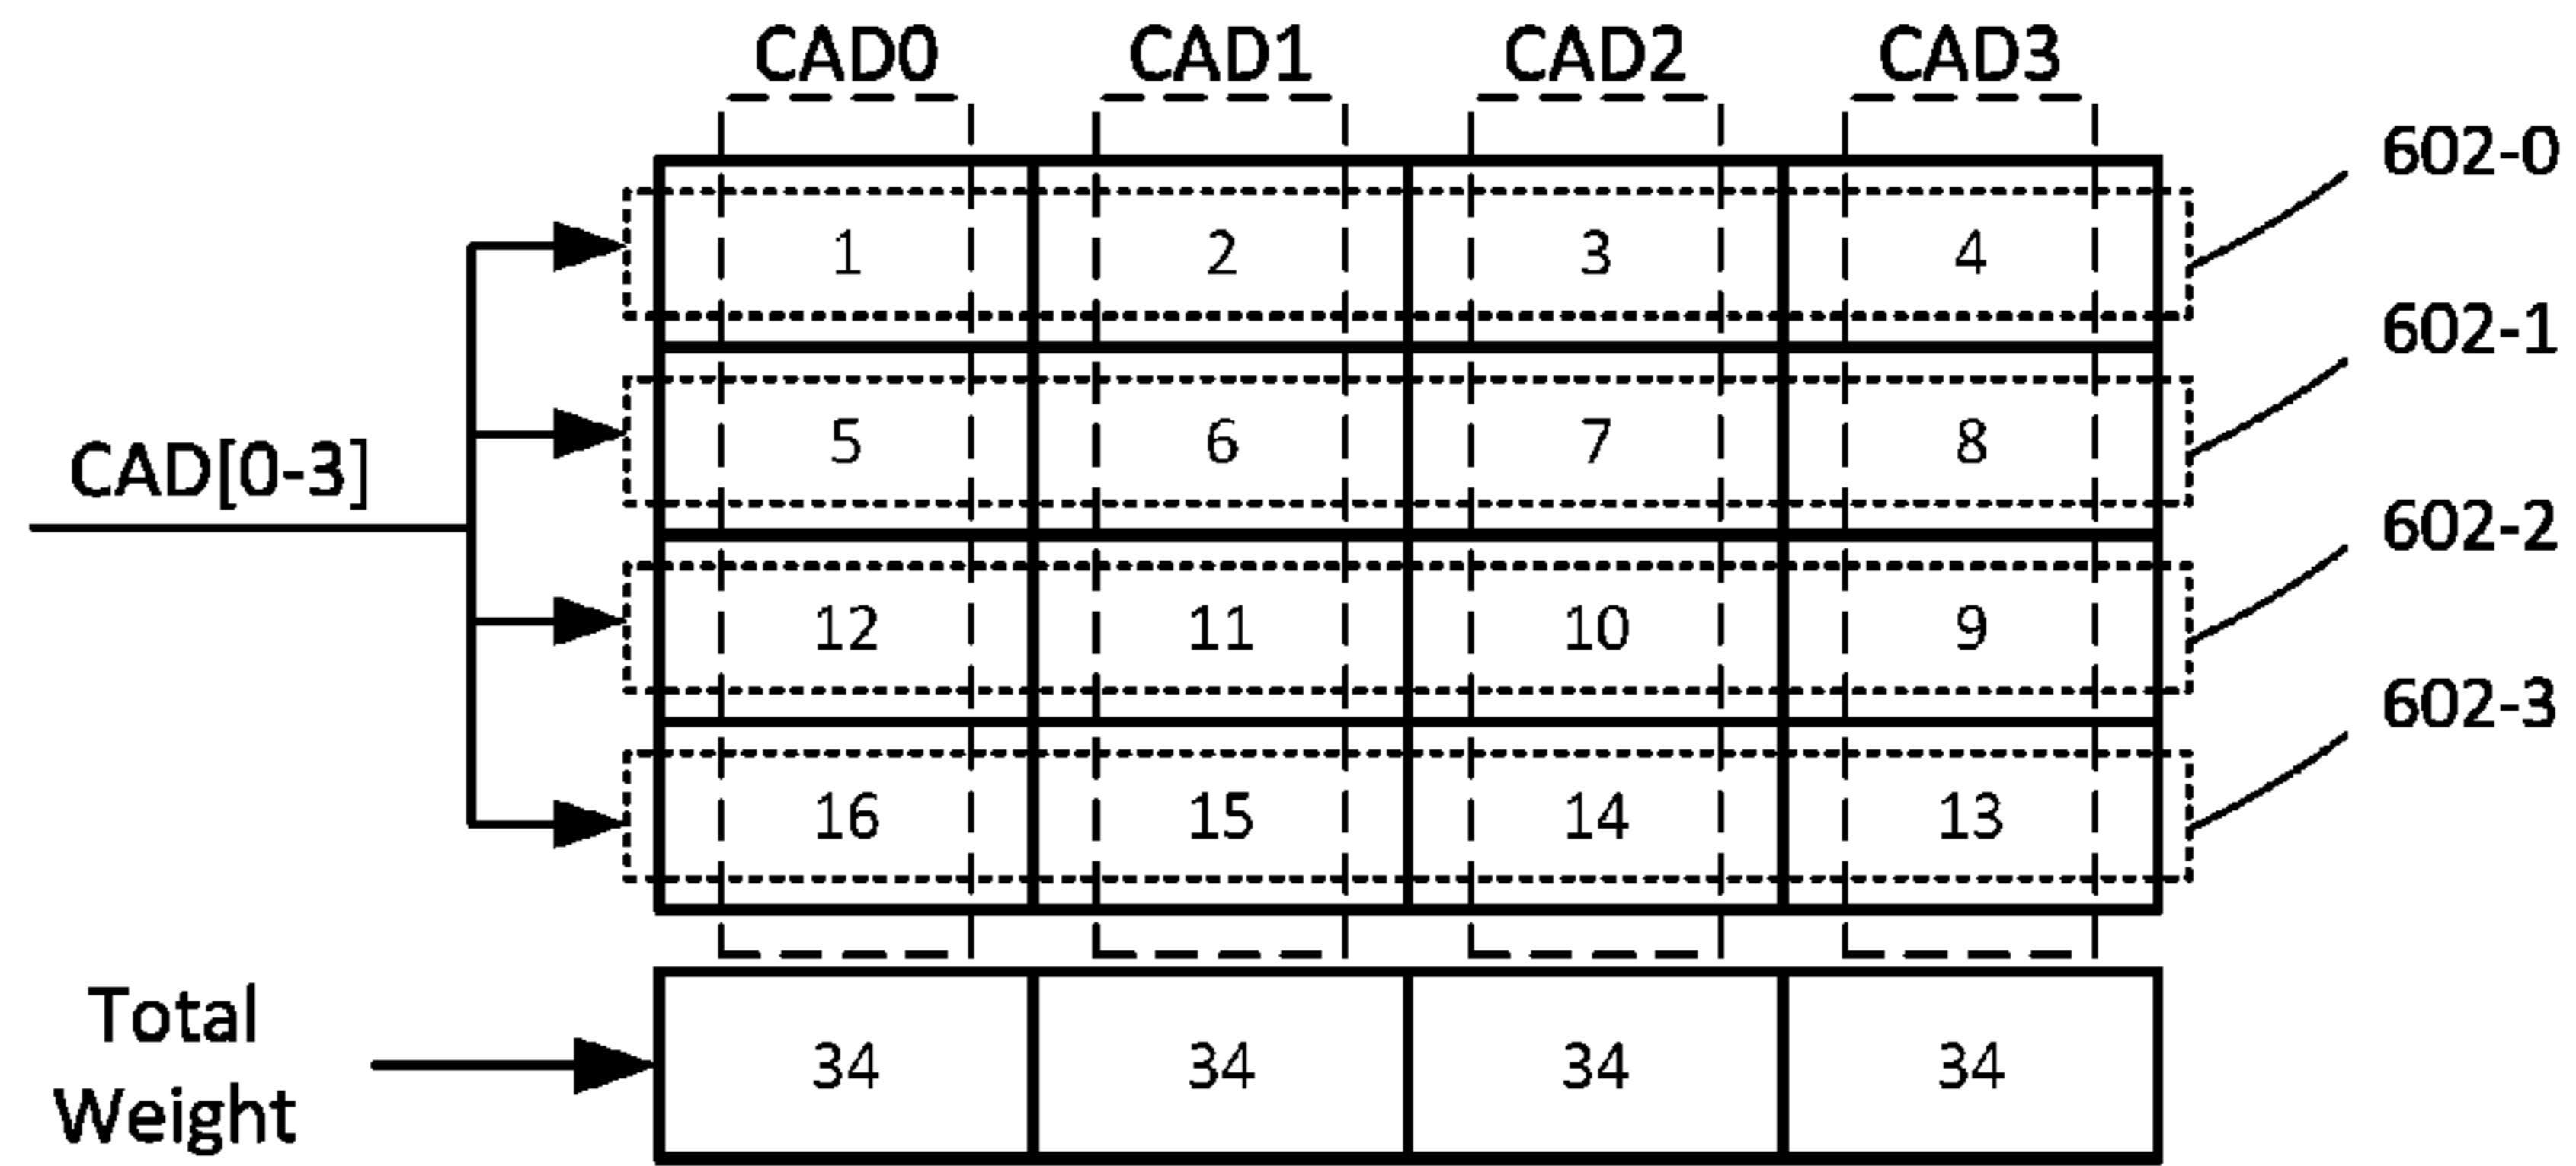 CAD0 CAD1 CAD2 CAD3
602-0
1 2 3 4
602-1
5 6 7 8
CAD[0-3]
602-2
12 11 10 9
602-3
16 15 14 13
Total
Weight
34 34 34 34